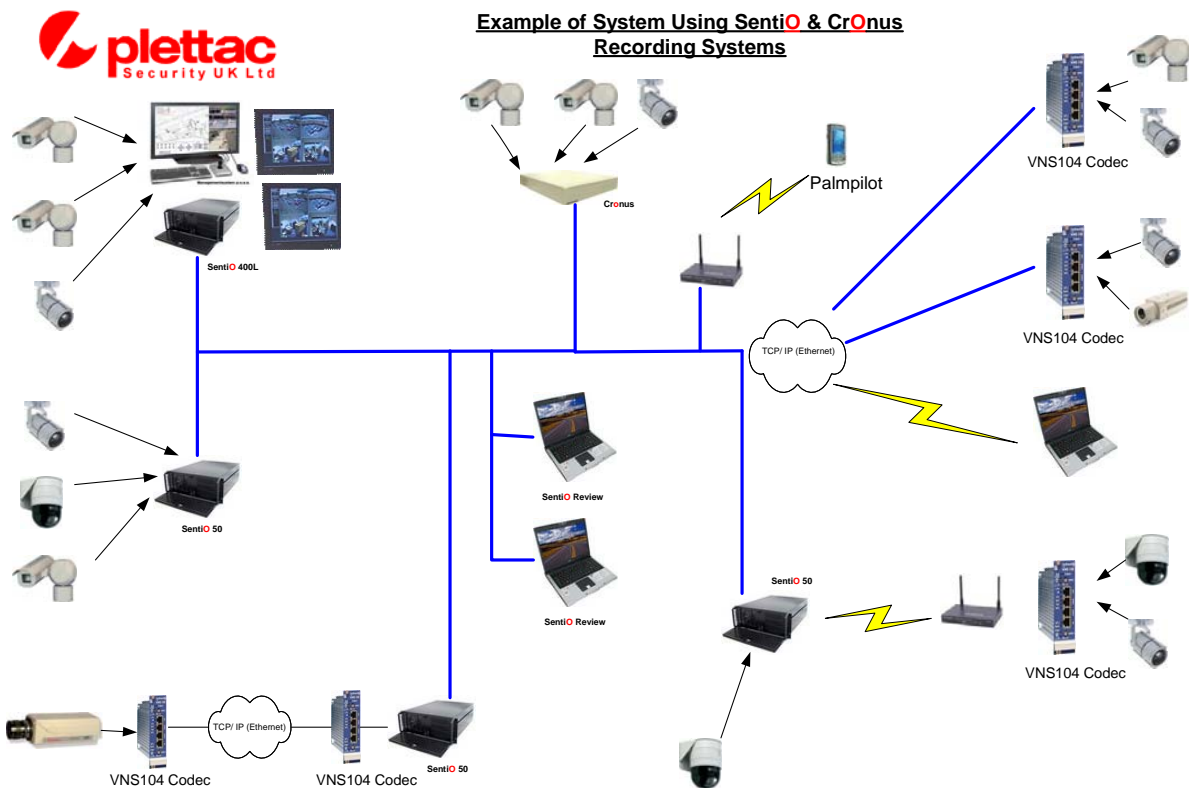 plettac
Security UK Ltd
Example of System Using SentiO & CrOnus
Recording Systems
SentiO 400L
Cronus
Palmpilot
VNS104 Codec
VNS104 Codec
TCP/ IP (Ethernet)
SentiO 50
SentiO Review
SentiO Review
SentiO 50
VNS104 Codec
TCP/ IP (Ethernet)
VNS104 Codec
VNS104 Codec
SentiO 50